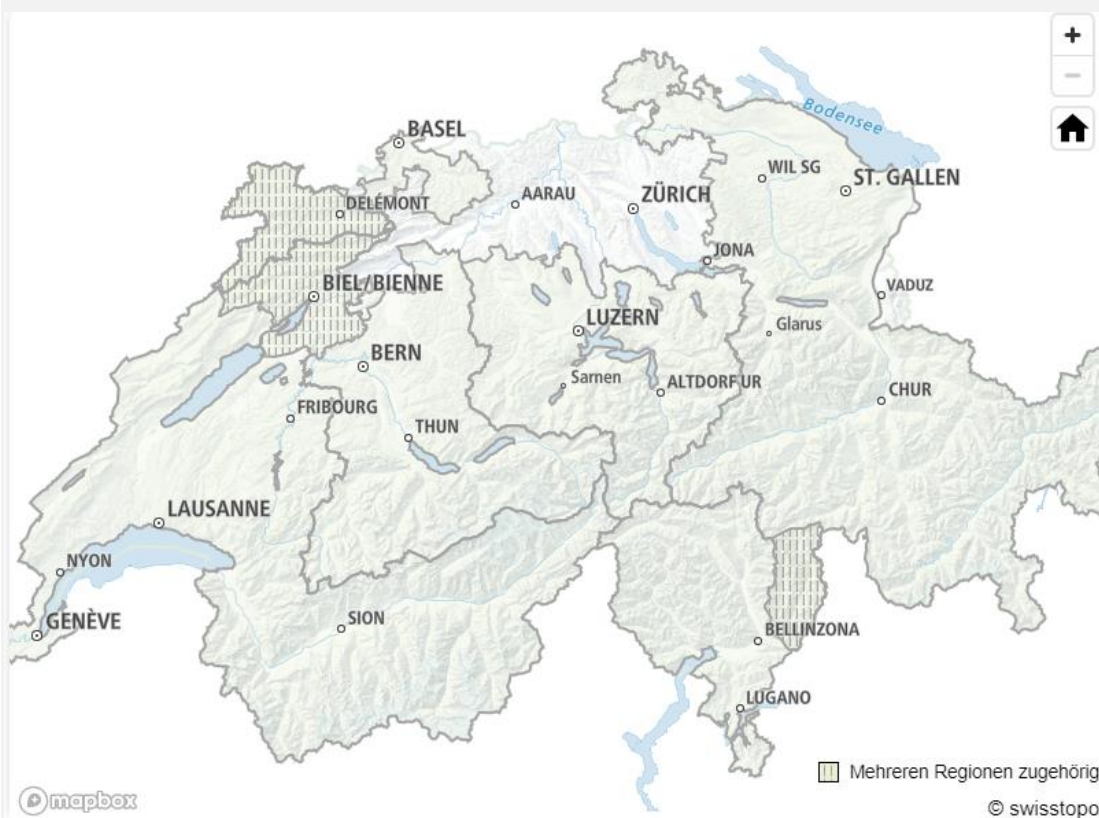 +
−
Bodensee
BASEL
WIL SG
ST. GALLEN
DELÉMONT
AARAU
ZÜRICH
JONA
BIEL/BIENNE
VADUZ
LUZERN
Glarus
BERN
Sarnen
ALTDORF UR
CHUR
FRIBOURG
THUN
LAUSANNE
NYON
GENÈVE
SION
BELLINZONA
LUGANO
Mehreren Regionen zugehörig
mapbox
© swisstopo